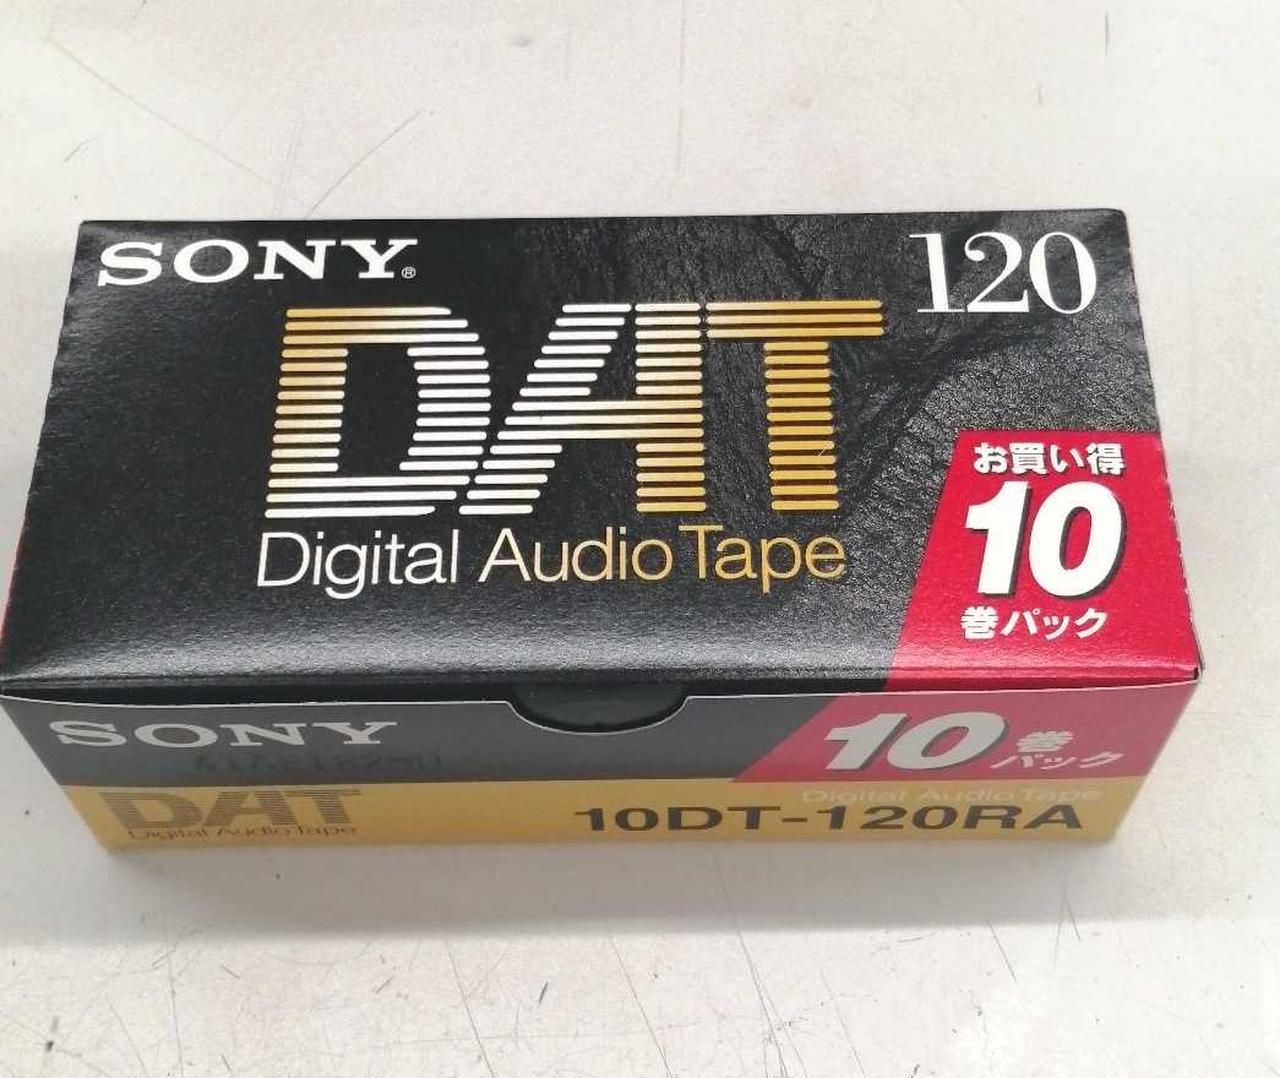 SONY®
120
DAT
Digital Audio Tape
お買い得
10
巻パック
SONY
10巻
パック
DAT
Digital Audio Tape
Digital Audio Tape
10DT-120RA